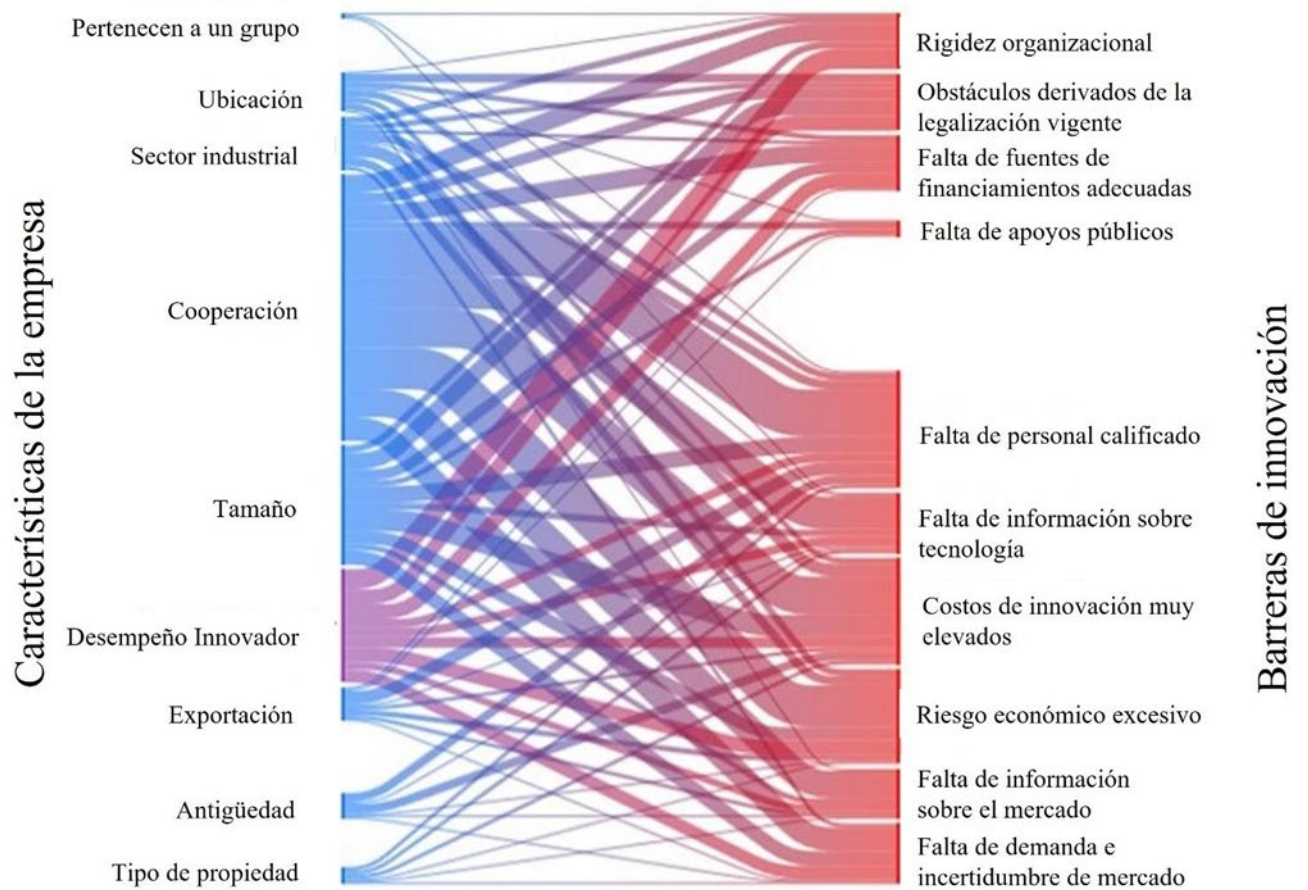 Características de la empresa
Pertenecen a un grupo
Ubicación
Sector industrial
Cooperación
Tamaño
Desempeño Innovador
Exportación
Antigüedad
Tipo de propiedad
Rigidez organizacional
Obstáculos derivados de la
legalización vigente
Falta de fuentes de
financiamientos adecuadas
Falta de apoyos públicos
Falta de personal calificado
Falta de información sobre
tecnología
Costos de innovación muy
elevados
Riesgo económico excesivo
Falta de información
sobre el mercado
Falta de demanda e
incertidumbre de mercado
Barreras de innovación